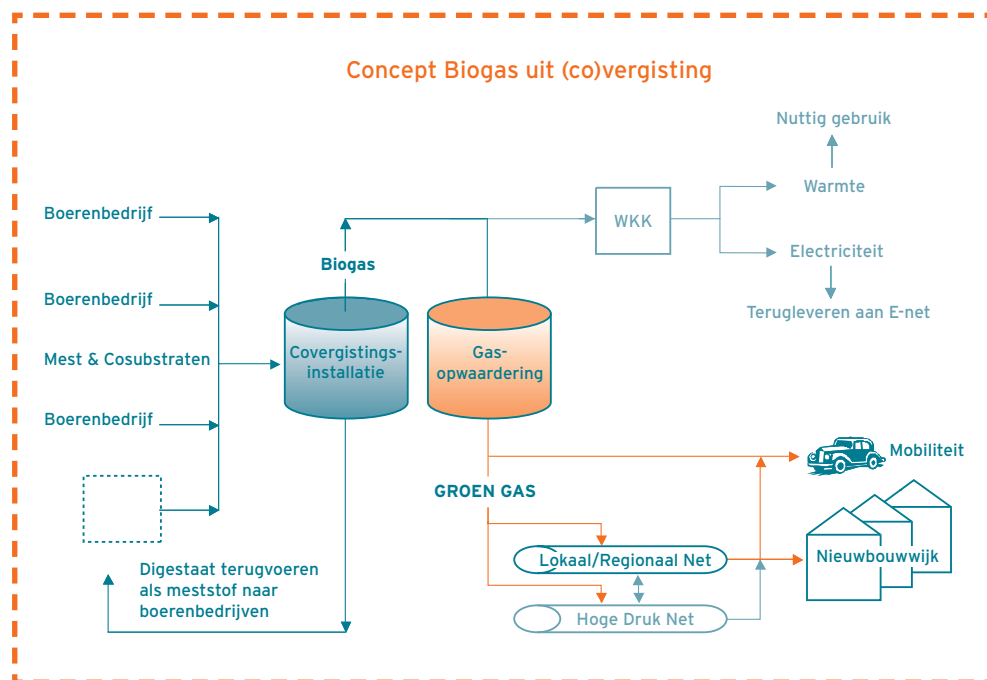 Concept Biogas uit (co)vergisting
Nuttig gebruik
Warmte
WKK
Electriciteit
Terugleveren aan E-net
Boerenbedrijf
Boerenbedrijf
Mest & Cosubstraten
Boerenbedrijf
Biogas
Covergistings-
installatie
Gas-
opwaardering
Mobiliteit
GROEN GAS
Lokaal/Regionaal Net
Nieuwbouwwijk
Hoge Druk Net
Digestaat terugvoeren
als meststof naar
boerenbedrijven